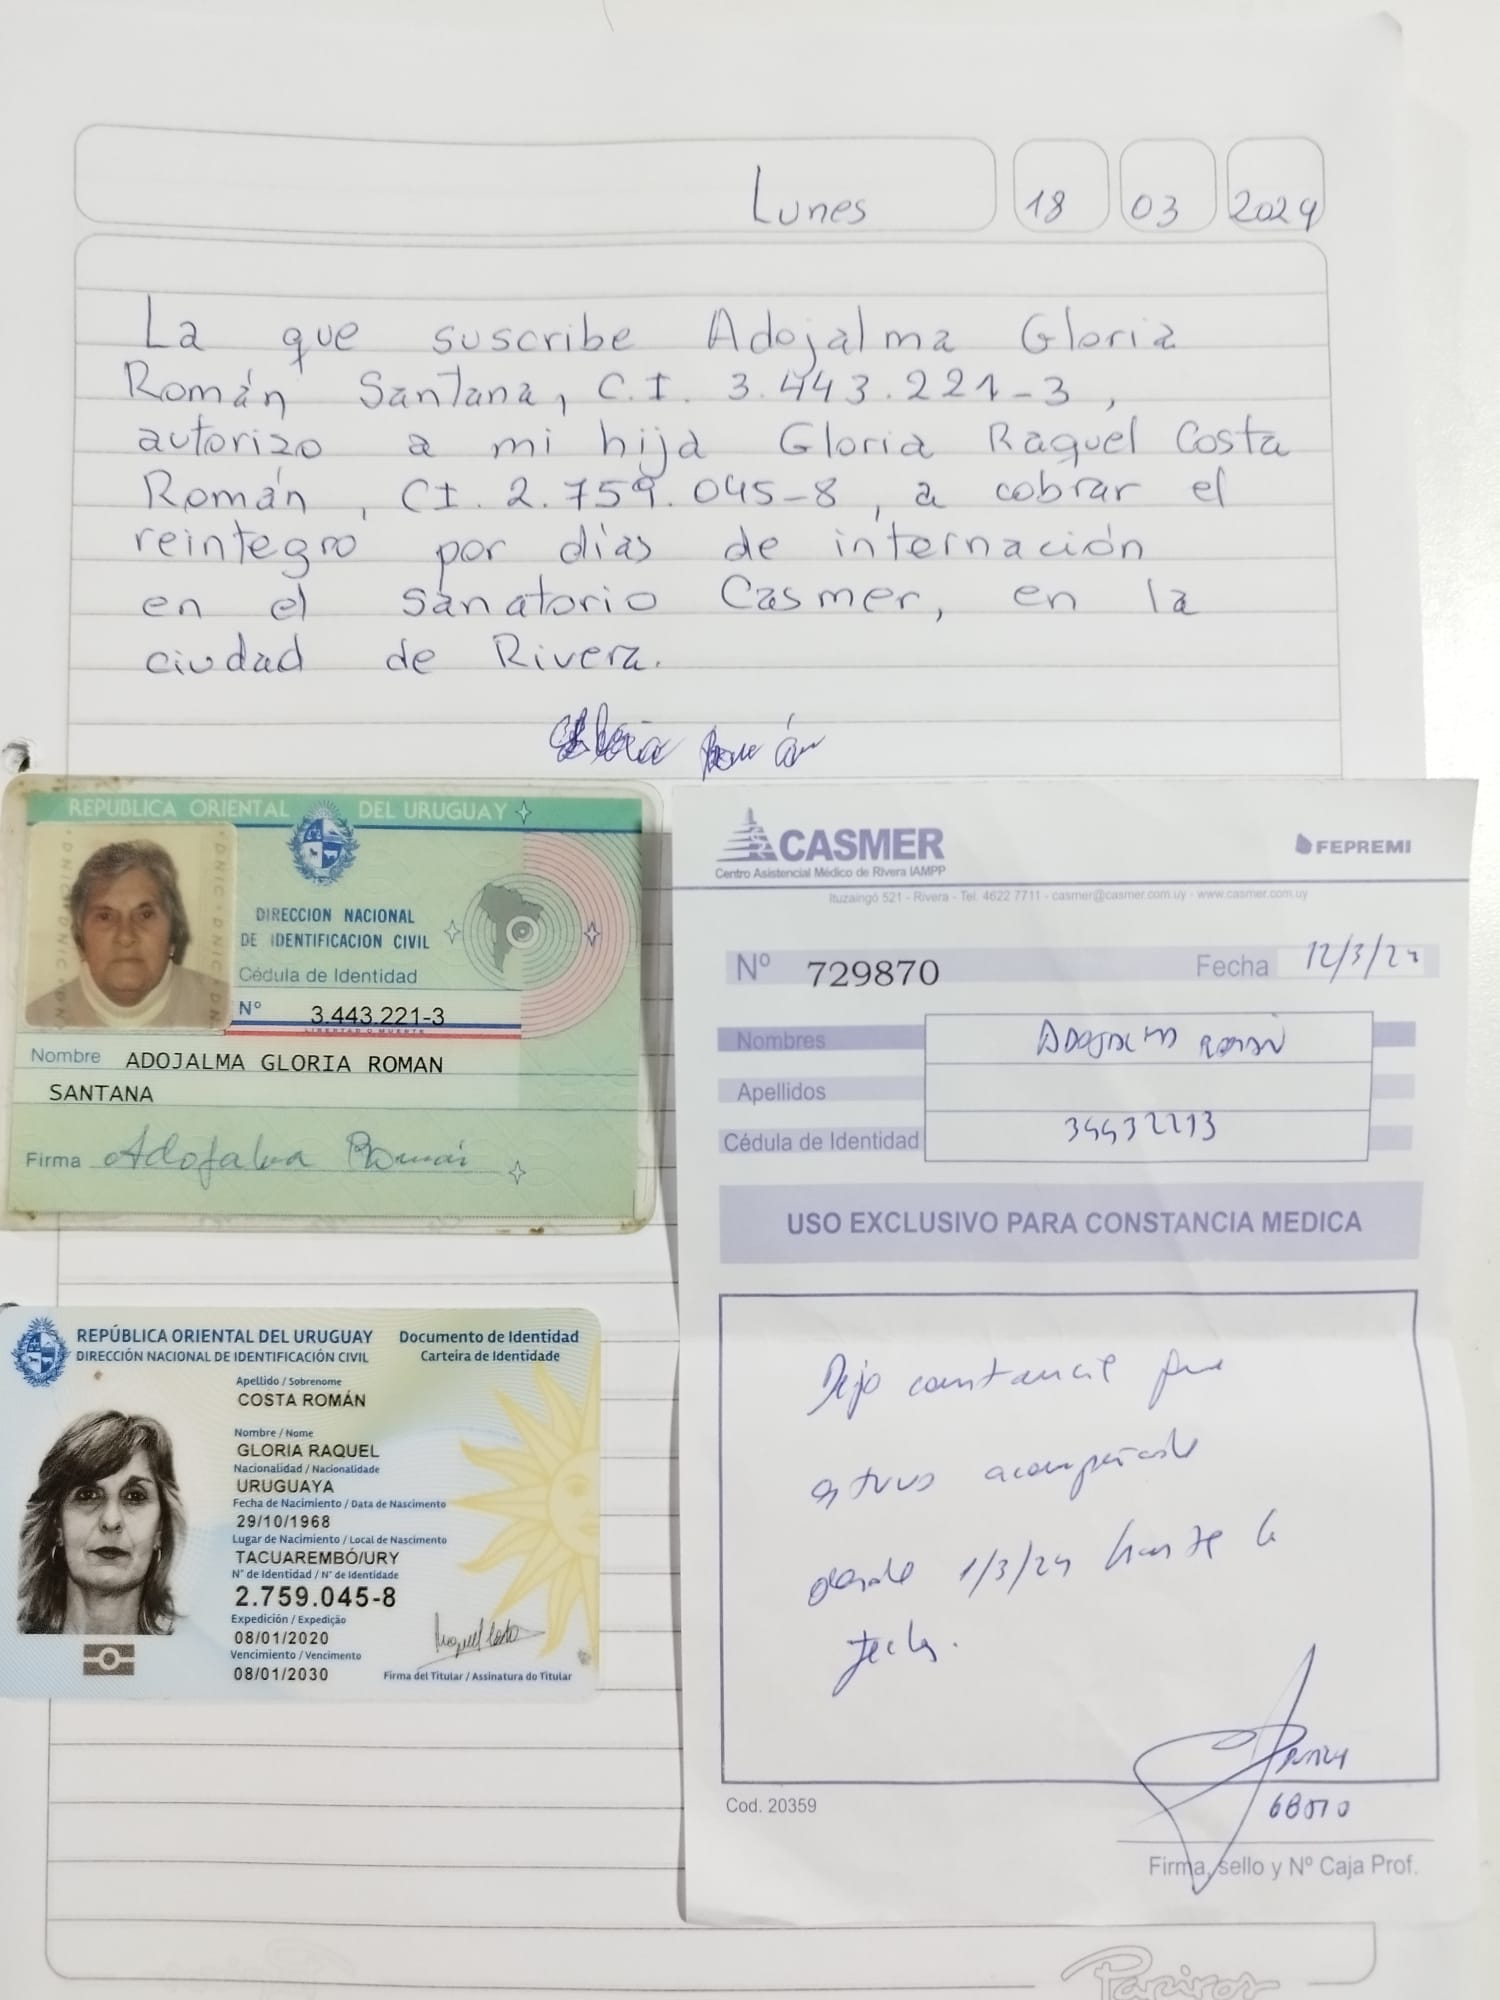 Lunes 18 03 2024
La que suscribe Adojalma Gloria
Román Santana, C.I. 3.443.221-3,
autorizo a mi hija Gloria Raquel Costa
Román, CI. 2.759.045-8, a cobrar el
reintegro por días de internación
en el sanatorio Casmer, en la
ciudad de Rivera.
Gloria Román
REPUBLICA ORIENTAL DEL URUGUAY
DIRECCION NACIONAL
DE IDENTIFICACION CIVIL
Cédula de Identidad
Nº 3.443.221-3
LIBERTAD O MUERTE
Nombre ADOJALMA GLORIA ROMAN
SANTANA
Firma Adojalma Román
REPÚBLICA ORIENTAL DEL URUGUAY Documento de Identidad
DIRECCIÓN NACIONAL DE IDENTIFICACIÓN CIVIL Carteira de Identidade
Apellido / Sobrenome
COSTA ROMÁN
Nombre / Nome
GLORIA RAQUEL
Nacionalidad / Nacionalidade
URUGUAYA
Fecha de Nacimiento / Data de Nascimento
29/10/1968
Lugar de Nacimiento / Local de Nascimento
TACUAREMBÓ/URY
N° de Identidad / N° de Identidade
2.759.045-8
Expedición / Expedição
08/01/2020
Vencimiento / Vencimento
08/01/2030
Firma del Titular / Assinatura do Titular
CASMER
Centro Asistencial Médico de Rivera IAMPP
FEPREMI
Ituzaingó 521 - Rivera - Tel. 4622 7711 - casmer@casmer.com.uy - www.casmer.com.uy
Nº 729870 Fecha 12/3/24
Nombres Adojalma Román
Apellidos
Cédula de Identidad 34432213
USO EXCLUSIVO PARA CONSTANCIA MEDICA
Dejo constancia que
estuvo acompañada
desde 1/3/24 hasta la
fecha.
Cod. 20359
Firma, sello y Nº Caja Prof.
Papiros